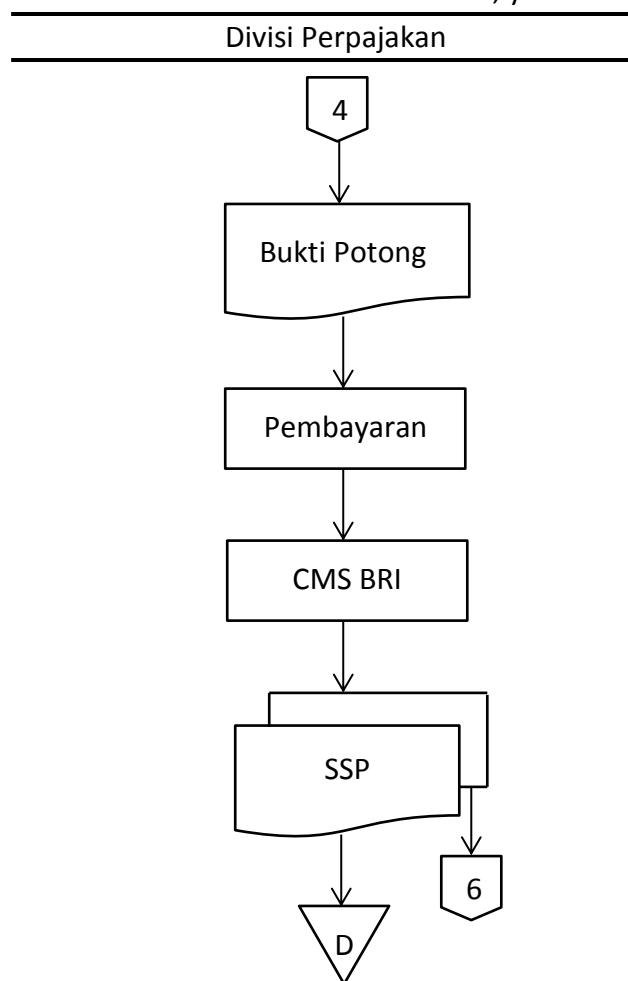 Divisi Perpajakan
4
Bukti Potong
Pembayaran
CMS BRI
SSP
6
D